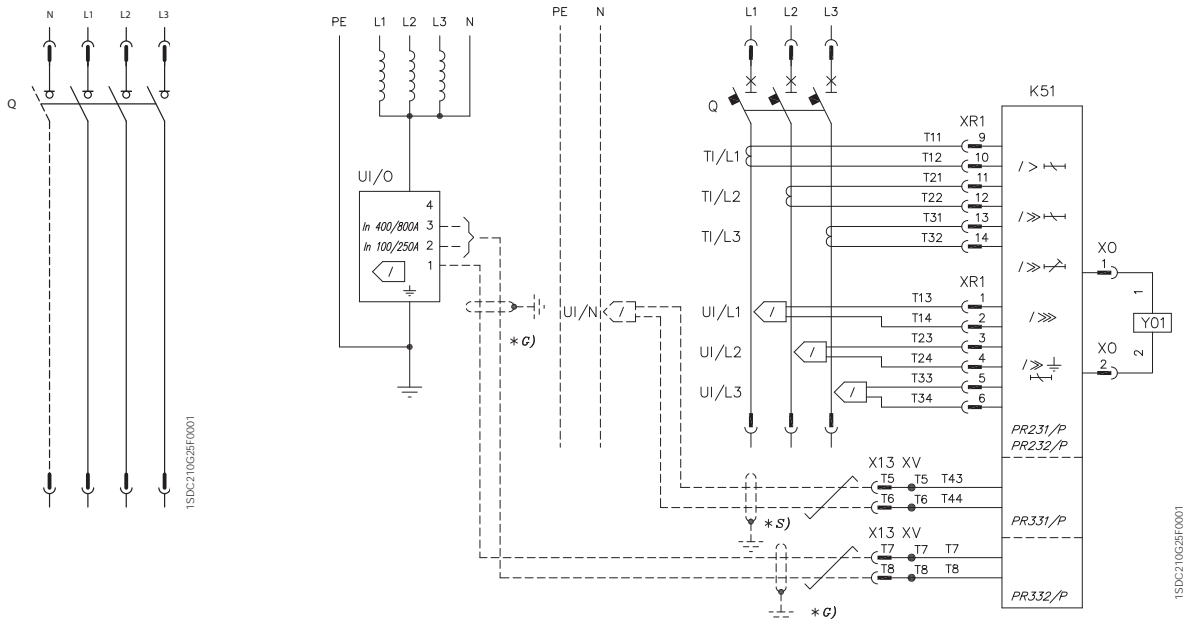 N L1 L2 L3
Q
1SDC210G25F0001
PE L1 L2 L3 N
UI/O
4
In 400/800A 3
In 100/250A 2
/ 1
*G)
PE N
UI/N /
L1 L2 L3
Q
TI/L1
TI/L2
TI/L3
UI/L1 /
UI/L2 /
UI/L3 /
XR1
T11 9
T12 10
T21 11
T22 12
T31 13
T32 14
XR1
T13 1
T14 2
T23 3
T24 4
T33 5
T34 6
K51
/>
/≫
/≫
/⋙
/≫
PR231/P
PR232/P
PR331/P
PR332/P
XO
1
1
Y01
2
XO
2
X13 XV
T5 T5 T43
T6 T6 T44
*S)
X13 XV
T7 T7 T7
T8 T8 T8
*G)
1SDC210G25F0001